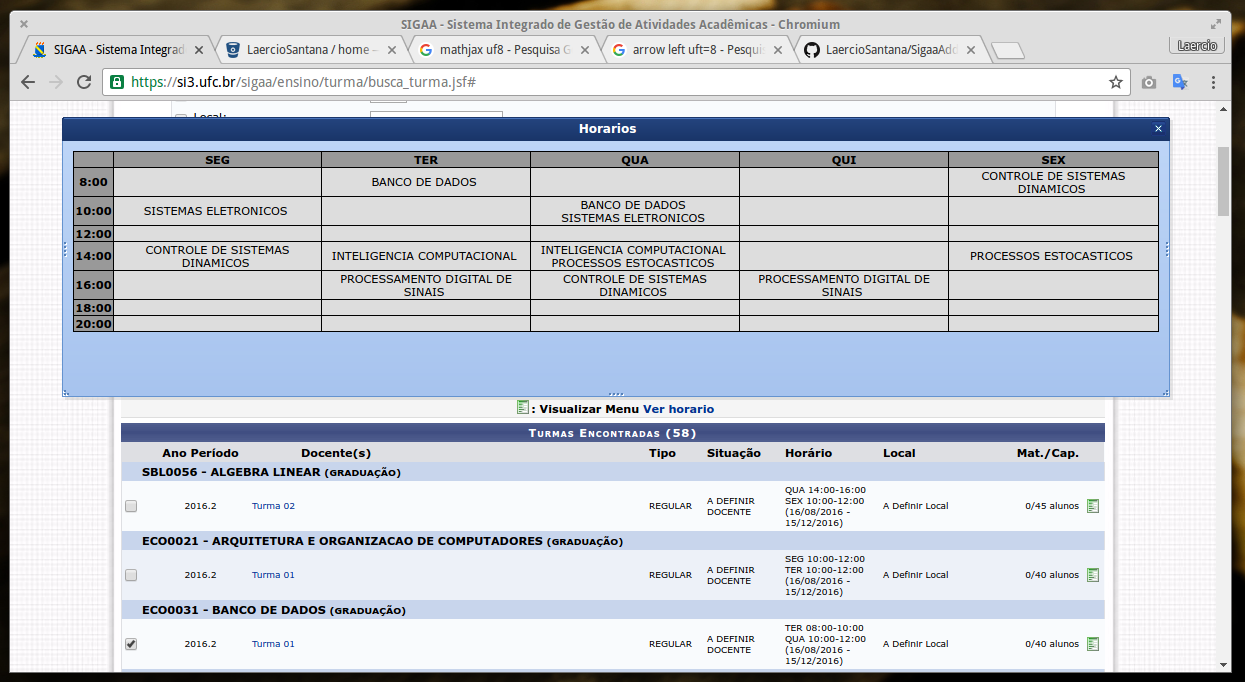 SIGAA - Sistema Integrado de Gestão de Atividades Acadêmicas - Chromium
SIGAA - Sistema Integrad
LaercioSantana / home –
mathjax uf8 - Pesquisa G
arrow left uft=8 - Pesqui
LaercioSantana/SigaaAdd
Laercio
https://si3.ufc.br/sigaa/ensino/turma/busca_turma.jsf#
Local:
Horarios
SEG TER QUA QUI SEX
8:00 BANCO DE DADOS CONTROLE DE SISTEMAS
DINAMICOS
10:00 SISTEMAS ELETRONICOS BANCO DE DADOS
SISTEMAS ELETRONICOS
12:00
14:00 CONTROLE DE SISTEMAS
DINAMICOS
INTELIGENCIA COMPUTACIONAL
INTELIGENCIA COMPUTACIONAL
PROCESSOS ESTOCASTICOS
PROCESSOS ESTOCASTICOS
16:00 PROCESSAMENTO DIGITAL DE
SINAIS
CONTROLE DE SISTEMAS
DINAMICOS
PROCESSAMENTO DIGITAL DE
SINAIS
18:00
20:00
: Visualizar Menu Ver horario
TURMAS ENCONTRADAS (58)
Ano Período Docente(s) Tipo Situação Horário Local Mat./Cap.
SBL0056 - ALGEBRA LINEAR (GRADUAÇÃO)
2016.2 Turma 02 REGULAR A DEFINIR
DOCENTE
QUA 14:00-16:00
SEX 10:00-12:00
(16/08/2016 -
15/12/2016)
A Definir Local 0/45 alunos
ECO0021 - ARQUITETURA E ORGANIZACAO DE COMPUTADORES (GRADUAÇÃO)
2016.2 Turma 01 REGULAR A DEFINIR
DOCENTE
SEG 10:00-12:00
TER 10:00-12:00
(16/08/2016 -
15/12/2016)
A Definir Local 0/40 alunos
ECO0031 - BANCO DE DADOS (GRADUAÇÃO)
2016.2 Turma 01 REGULAR A DEFINIR
DOCENTE
TER 08:00-10:00
QUA 10:00-12:00
(16/08/2016 -
15/12/2016)
A Definir Local 0/40 alunos